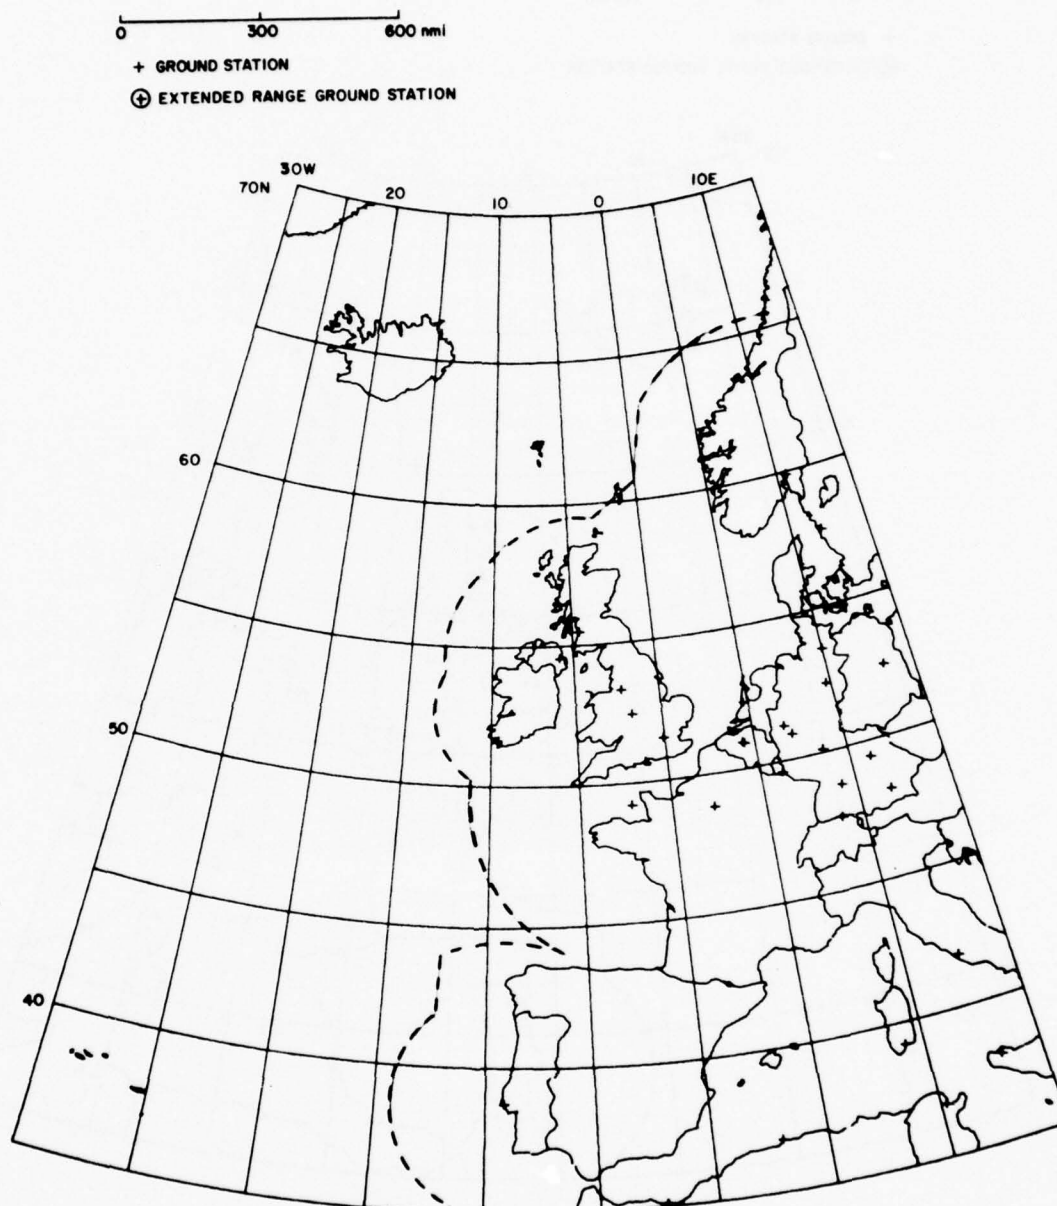 0 300 600 nmi
+ GROUND STATION
⊕ EXTENDED RANGE GROUND STATION
30W
70N 20 10 0 10E
60
50
40